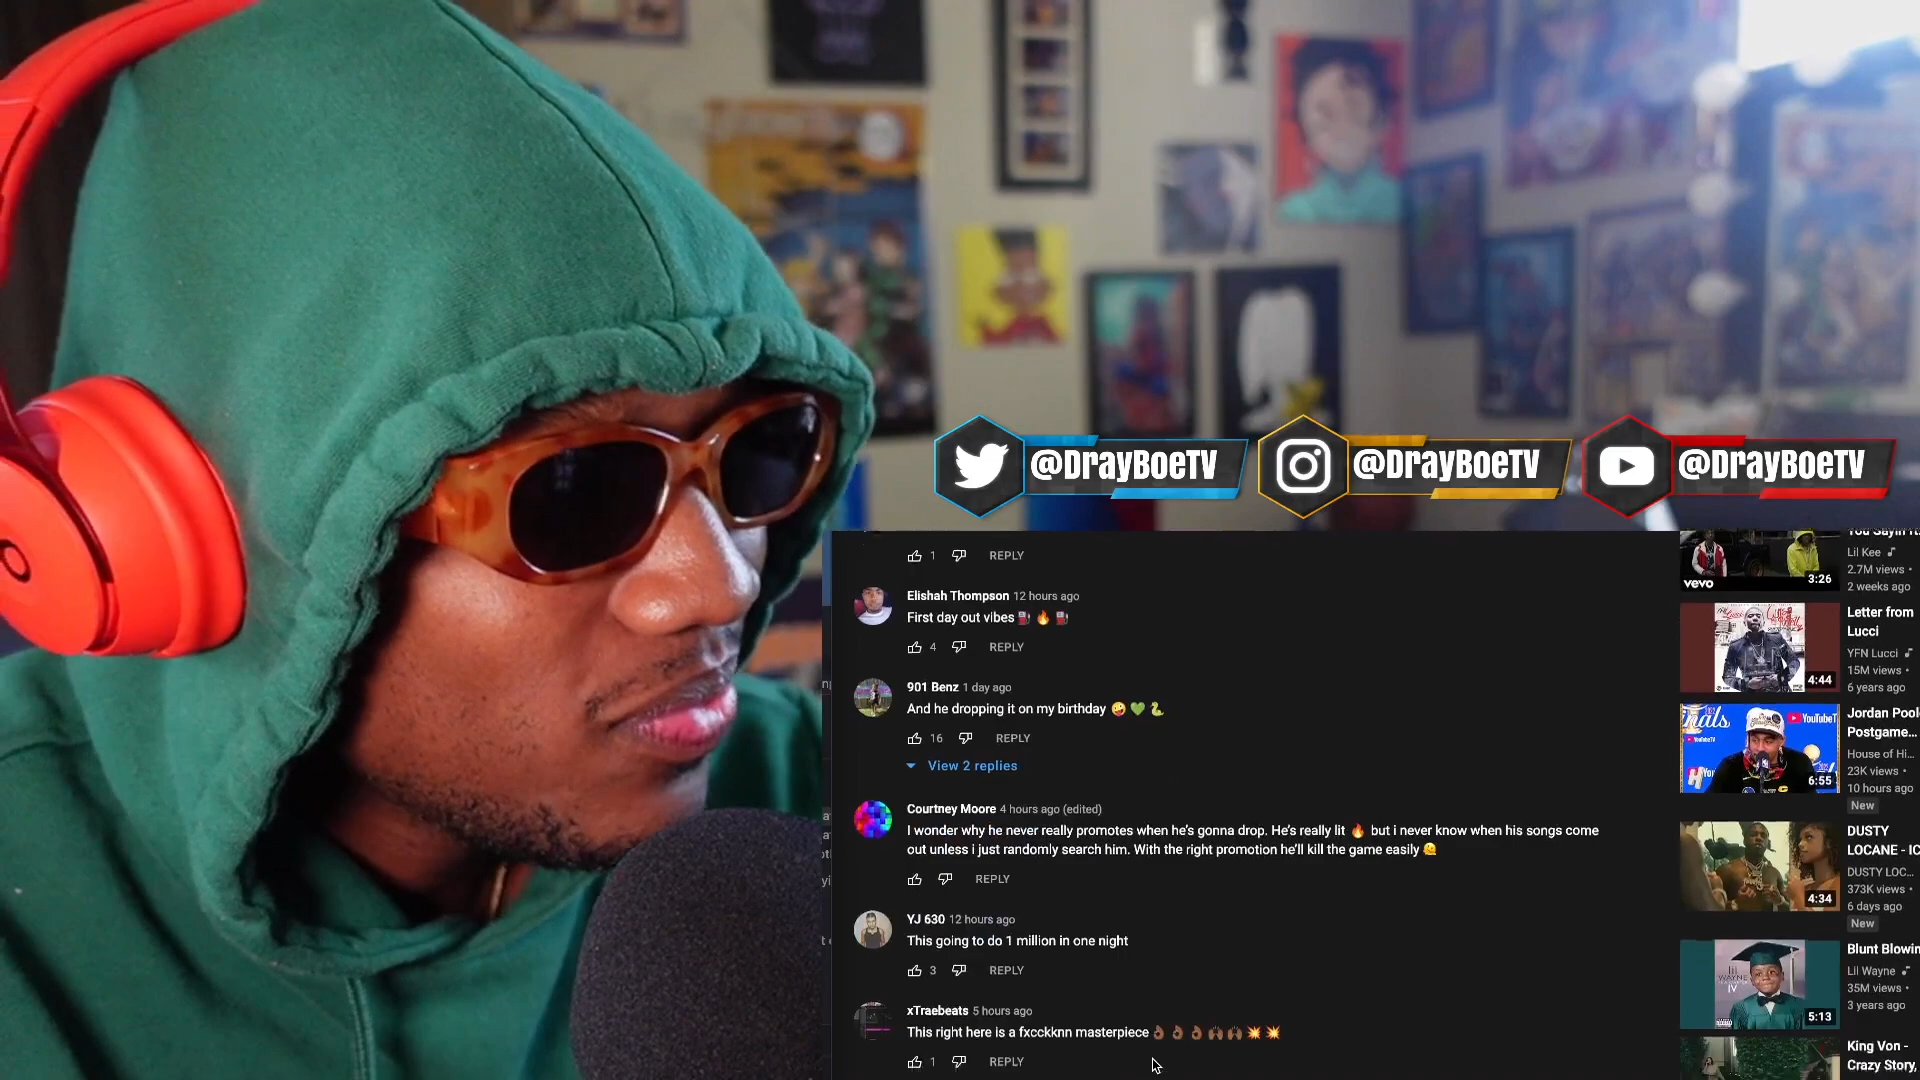 @DrayBoeTV
@DrayBoeTV
@DrayBoeTV
1 REPLY
Elishah Thompson 12 hours ago
First day out vibes⛽🔥⛽
4 REPLY
901 Benz 1 day ago
And he dropping it on my birthday 🤪💚🐍
16 REPLY
View 2 replies
Courtney Moore 4 hours ago (edited)
I wonder why he never really promotes when he's gonna drop. He's really lit 🔥 but i never know when his songs come
out unless i just randomly search him. With the right promotion he'll kill the game easily
REPLY
YJ 630 12 hours ago
This going to do 1 million in one night
3 REPLY
xTraebeats 5 hours ago
This right here is a fxcckknn masterpiece👌🏾👌🏾👌🏾🙌🏾🙌🏾💥💥
1 REPLY
vevo
3:26
You Sayin It
Lil Kee
2.7M views •
2 weeks ago
4:44
Letter from
Lucci
YFN Lucci
15M views •
6 years ago
nals
YouTubeT
6:55
Jordan Pool
Postgame...
House of Hi...
23K views •
10 hours ago
New
4:34
DUSTY
LOCANE - IC
DUSTY LOC...
373K views •
6 days ago
New
lil
WAYNE
IV
5:13
Blunt Blowin
Lil Wayne
35M views •
3 years ago
King Von -
Crazy Story,